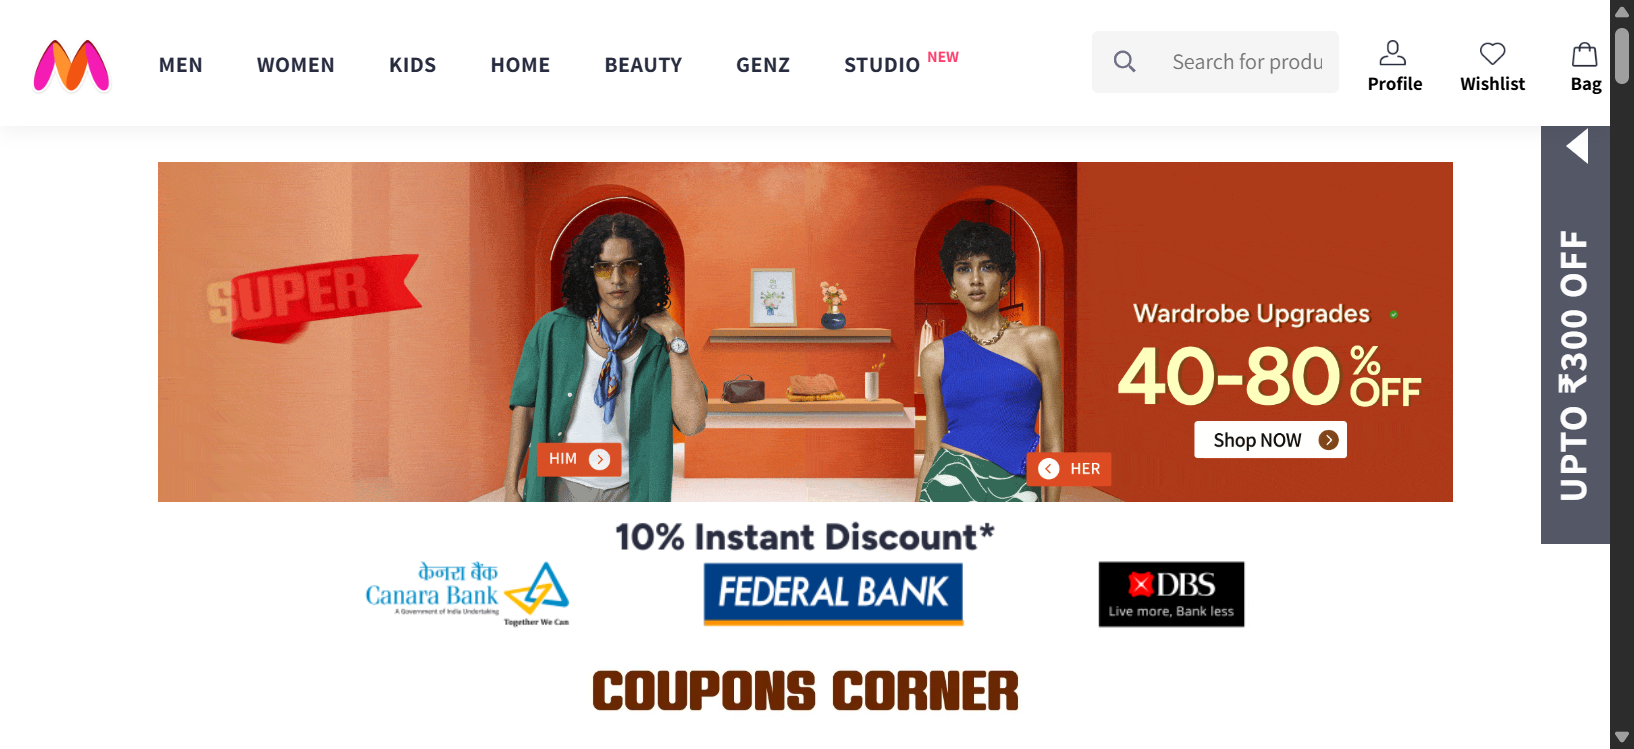 MEN WOMEN KIDS HOME BEAUTY GENZ STUDIO NEW
Search for produ
Profile Wishlist Bag
SUPER
Wardrobe Upgrades
40-80% OFF
Shop NOW
HIM
HER
UPTO ₹300 OFF
10% Instant Discount*
केनरा बैंक
Canara Bank
A Government of India Undertaking
Together We Can
FEDERAL BANK
DBS
Live more, Bank less
COUPONS CORNER